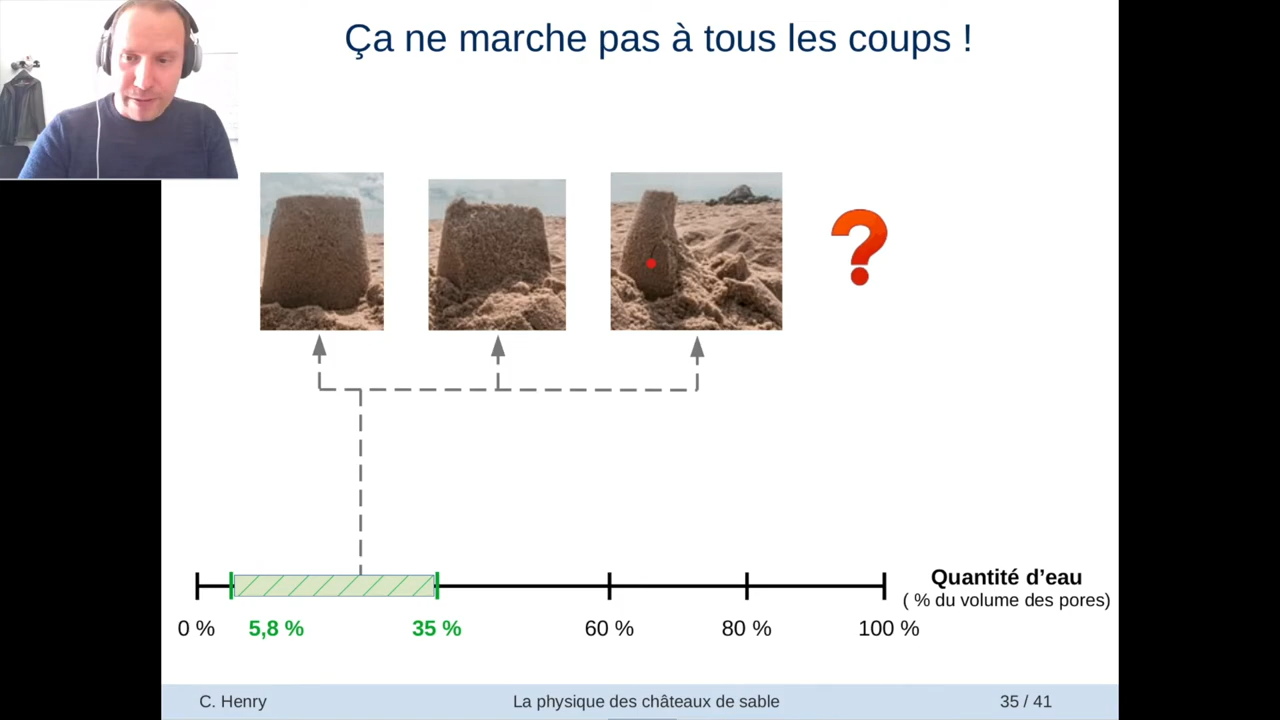 Ça ne marche pas à tous les coups !
?
Quantité d'eau
( % du volume des pores)
0 % 5,8 % 35 % 60 % 80 % 100 %
C. Henry La physique des châteaux de sable 35 / 41